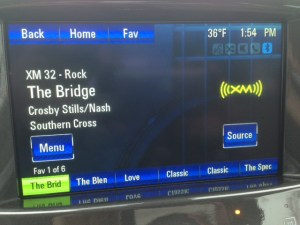 Back Home Fav 36°F 1:54 PM
XM 32 - Rock
The Bridge
Crosby Stills/Nash
Southern Cross
((XM))
Menu
Source
Fav 1 of 6
The Brid The Blen Love Classic Classic The Spec